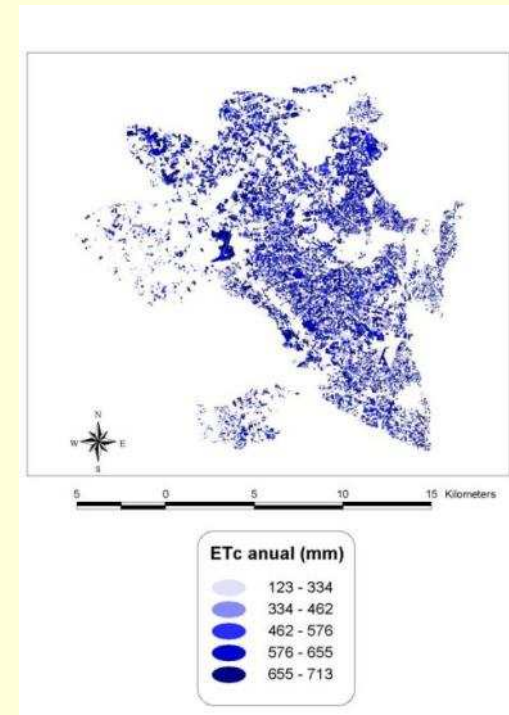 N
W E
S
5 0 5 10 15 Kilometers
ETc anual (mm)
123 - 334
334 - 462
462 - 576
576 - 655
655 - 713